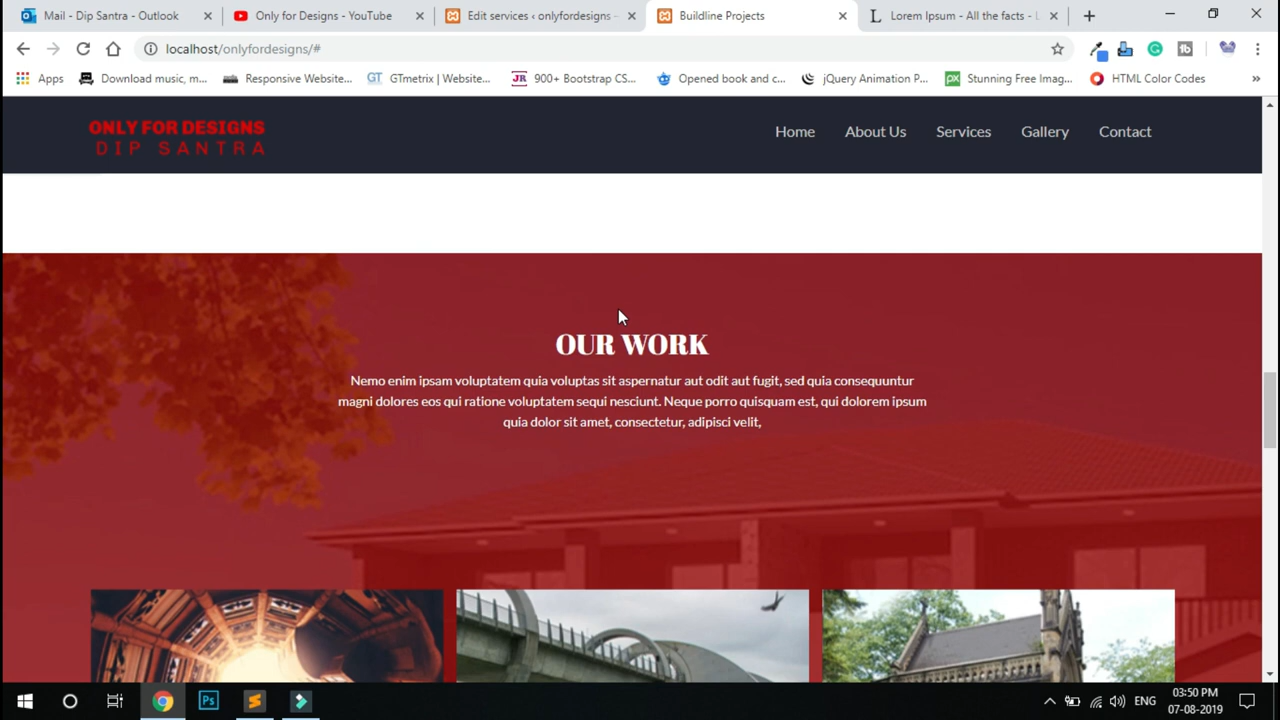 Mail - Dip Santra - Outlook
Only for Designs - YouTube
Edit services ‹ onlyfordesigns -
Buildline Projects
Lorem Ipsum - All the facts - L
localhost/onlyfordesigns/#
Apps
Download music, m...
Responsive Website...
GT
GTmetrix | Website...
JR
900+ Bootstrap CS...
Opened book and c...
jQuery Animation P...
px
Stunning Free Imag...
HTML Color Codes
»
ONLY FOR DESIGNS
DIP SANTRA
Home
About Us
Services
Gallery
Contact
OUR WORK
Nemo enim ipsam voluptatem quia voluptas sit aspernatur aut odit aut fugit, sed quia consequuntur
magni dolores eos qui ratione voluptatem sequi nesciunt. Neque porro quisquam est, qui dolorem ipsum
quia dolor sit amet, consectetur, adipisci velit,
Ps
ENG
03:50 PM
07-08-2019